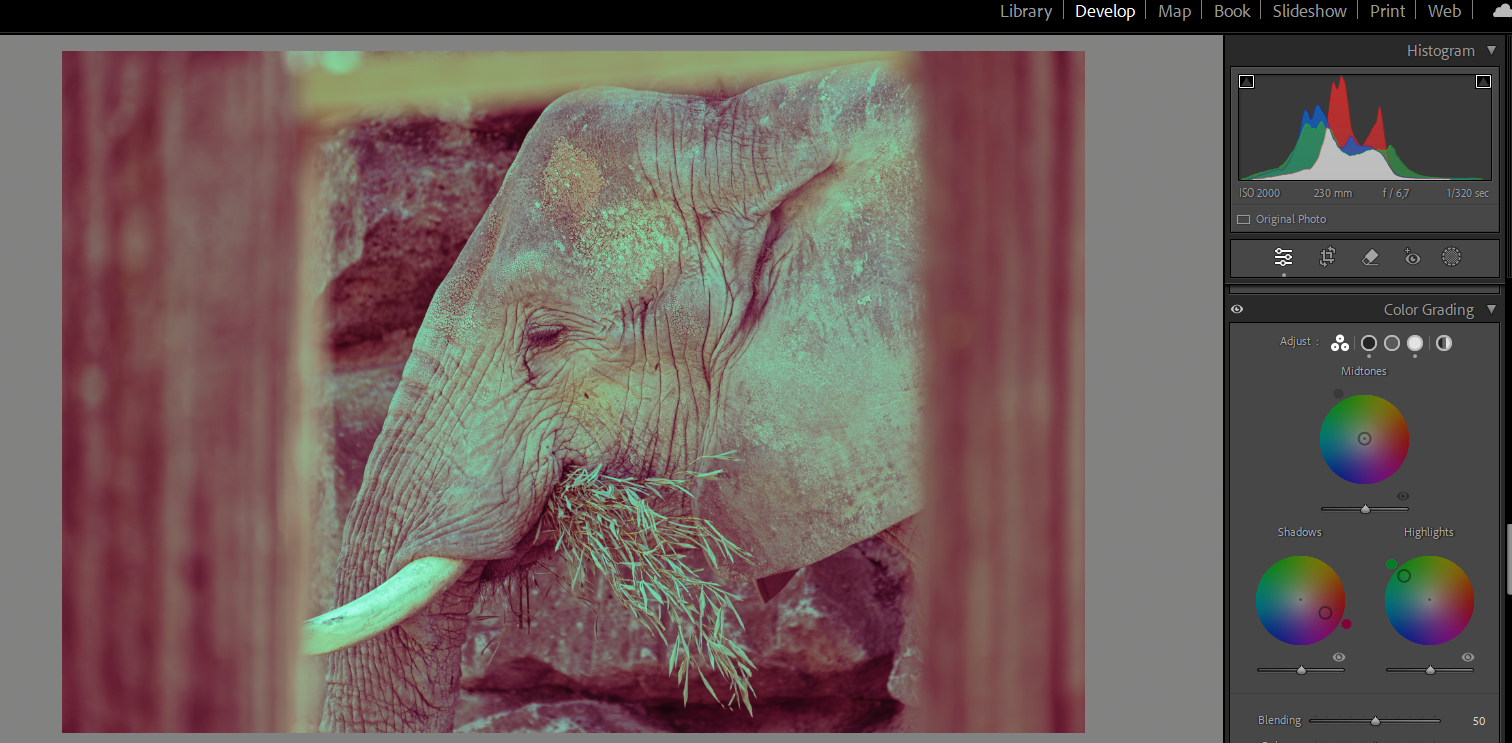 Library | Develop | Map | Book | Slideshow | Print | Web |
Histogram
ISO 2000 230 mm f / 6,7 1/320 sec
Original Photo
Color Grading
Adjust :
Midtones
Shadows Highlights
Blending 50